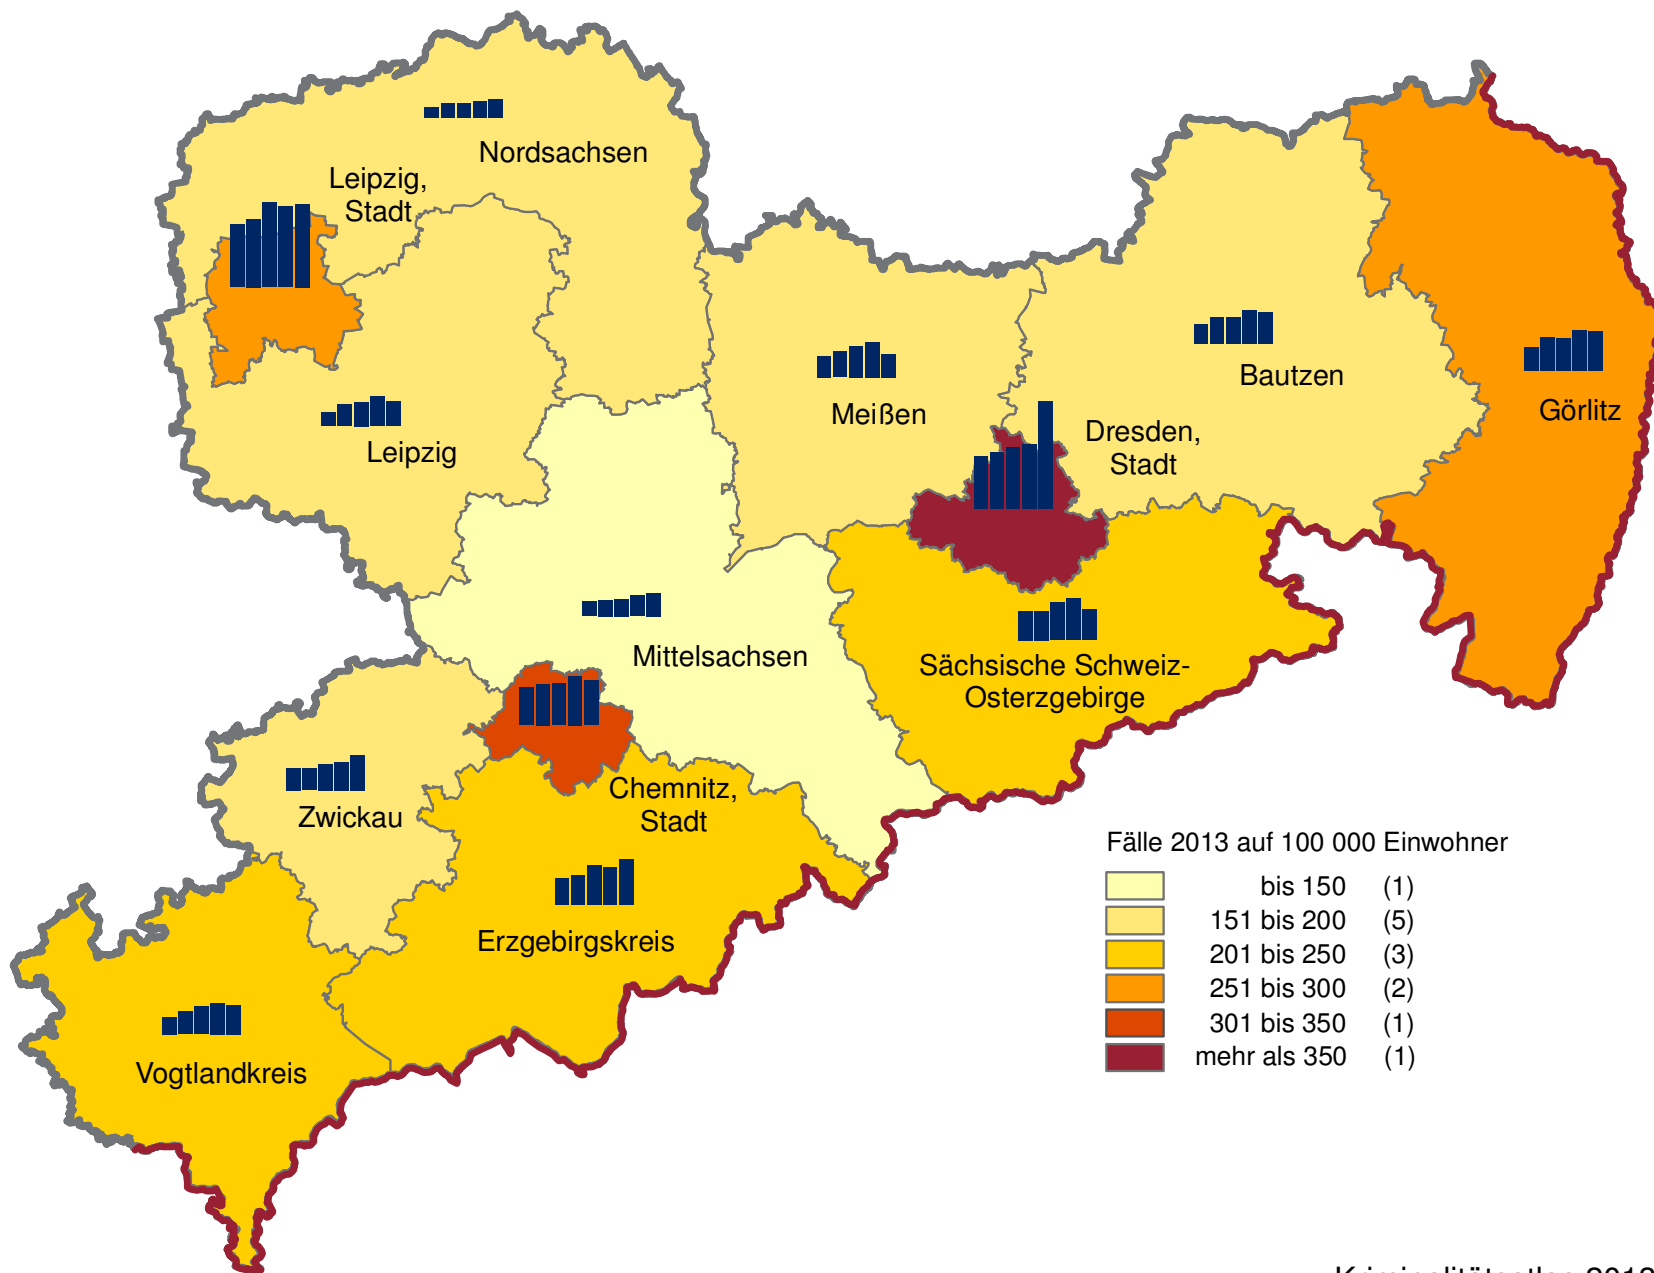 Nordsachsen
Leipzig,
Stadt
Leipzig
Meißen
Bautzen
Görlitz
Dresden,
Stadt
Mittelsachsen
Sächsische Schweiz-
Osterzgebirge
Chemnitz,
Stadt
Zwickau
Erzgebirgskreis
Vogtlandkreis
Fälle 2013 auf 100 000 Einwohner
bis 150 (1)
151 bis 200 (5)
201 bis 250 (3)
251 bis 300 (2)
301 bis 350 (1)
mehr als 350 (1)